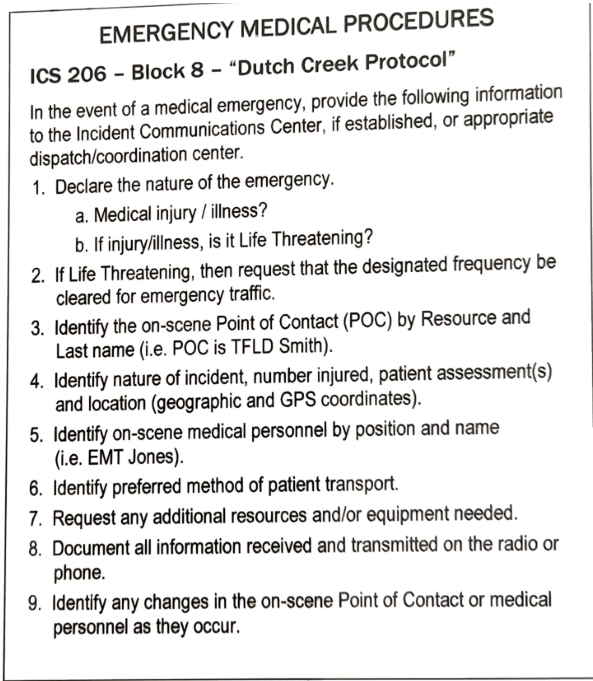 EMERGENCY MEDICAL PROCEDURES
ICS 206 – Block 8 – “Dutch Creek Protocol”
In the event of a medical emergency, provide the following information
to the Incident Communications Center, if established, or appropriate
dispatch/coordination center.
1. Declare the nature of the emergency.
a. Medical injury / illness?
b. If injury/illness, is it Life Threatening?
2. If Life Threatening, then request that the designated frequency be
cleared for emergency traffic.
3. Identify the on-scene Point of Contact (POC) by Resource and
Last name (i.e. POC is TFLD Smith).
4. Identify nature of incident, number injured, patient assessment(s)
and location (geographic and GPS coordinates).
5. Identify on-scene medical personnel by position and name
(i.e. EMT Jones).
6. Identify preferred method of patient transport.
7. Request any additional resources and/or equipment needed.
8. Document all information received and transmitted on the radio or
phone.
9. Identify any changes in the on-scene Point of Contact or medical
personnel as they occur.